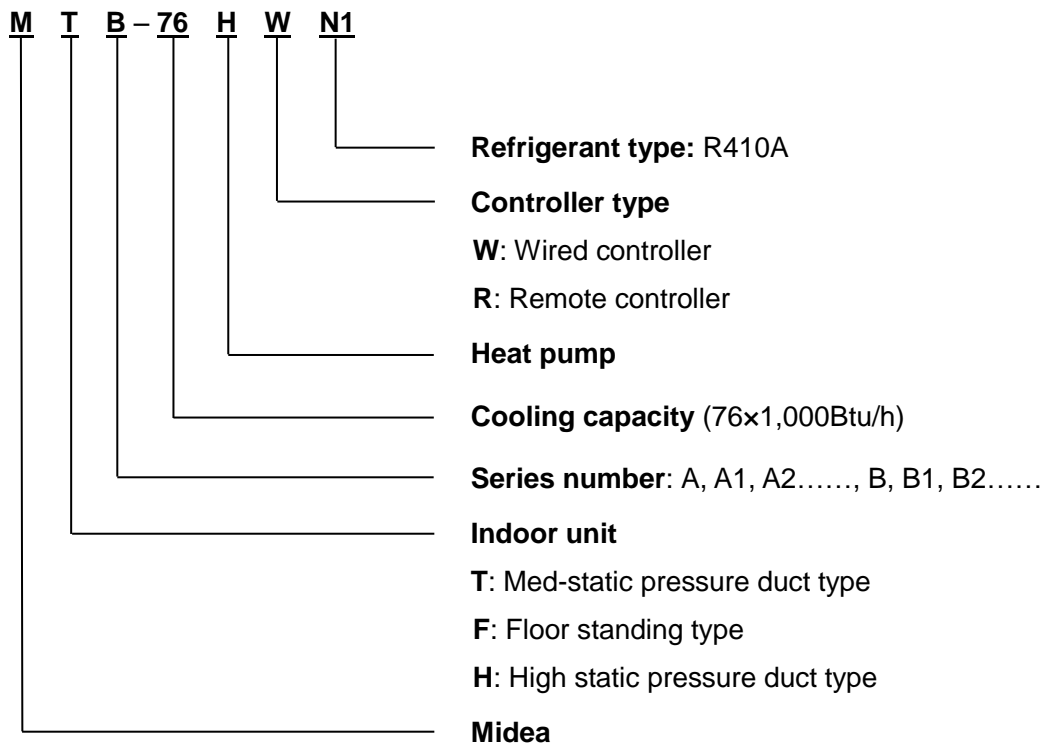 M T B – 76 H W N1
Refrigerant type: R410A
Controller type
W: Wired controller
R: Remote controller
Heat pump
Cooling capacity (76×1,000Btu/h)
Series number: A, A1, A2……, B, B1, B2……
Indoor unit
T: Med-static pressure duct type
F: Floor standing type
H: High static pressure duct type
Midea